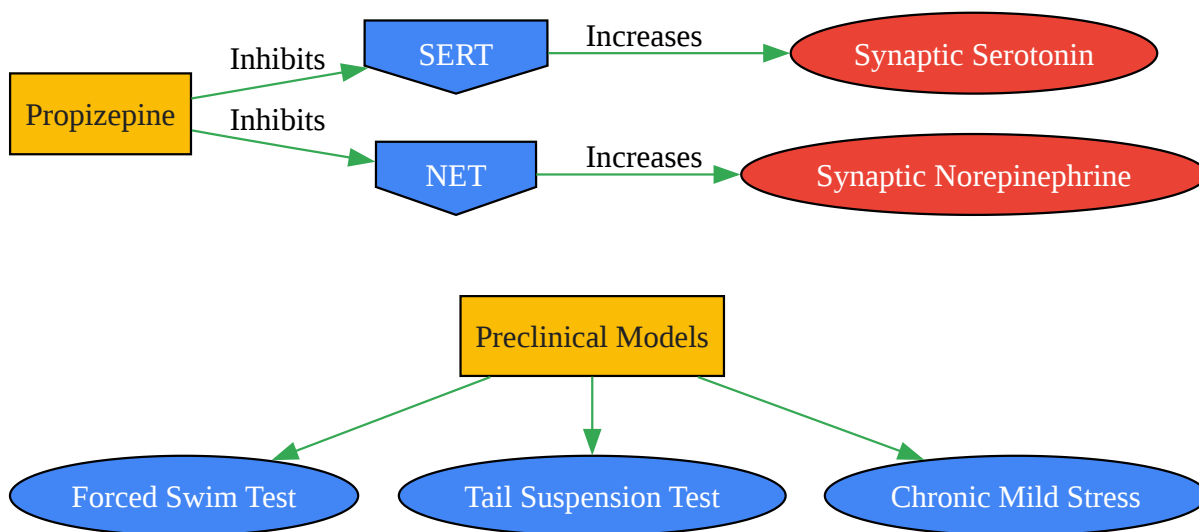 Propizepine
Inhibits
SERT
Increases
Synaptic Serotonin
Inhibits
NET
Increases
Synaptic Norepinephrine
Preclinical Models
Forced Swim Test
Tail Suspension Test
Chronic Mild Stress